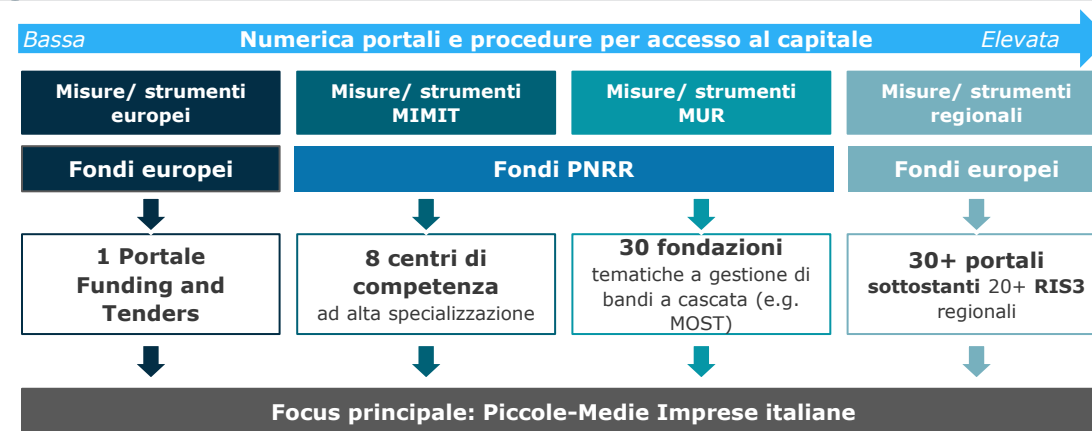 Bassa Numerica portali e procedure per accesso al capitale Elevata
Misure/ strumenti
europei
Misure/ strumenti
MIMIT
Misure/ strumenti
MUR
Misure/ strumenti
regionali
Fondi europei
Fondi PNRR
Fondi europei
1 Portale
Funding and
Tenders
8 centri di
competenza
ad alta specializzazione
30 fondazioni
tematiche a gestione di
bandi a cascata (e.g.
MOST)
30+ portali
sottostanti 20+ RIS3
regionali
Focus principale: Piccole-Medie Imprese italiane